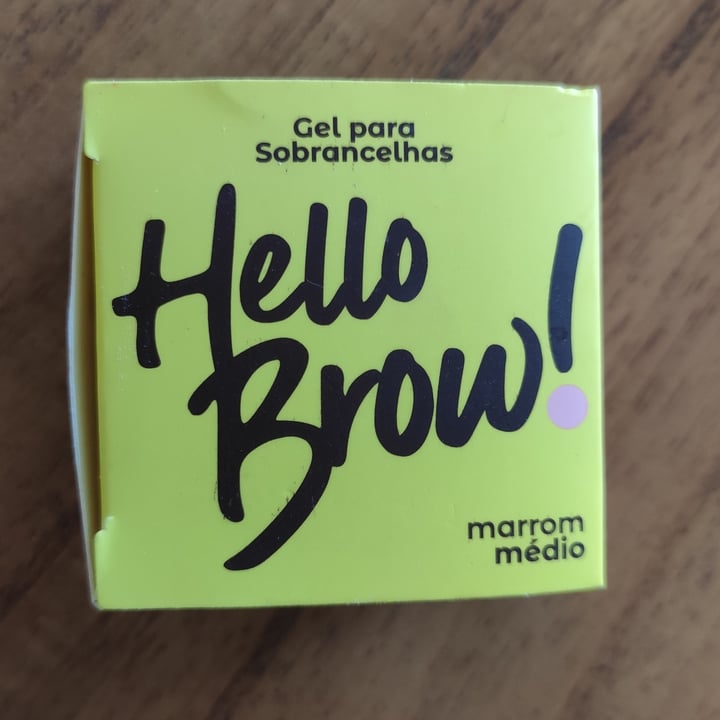 Gel para
Sobrancelhas
Hello
Brow!
marrom
médio